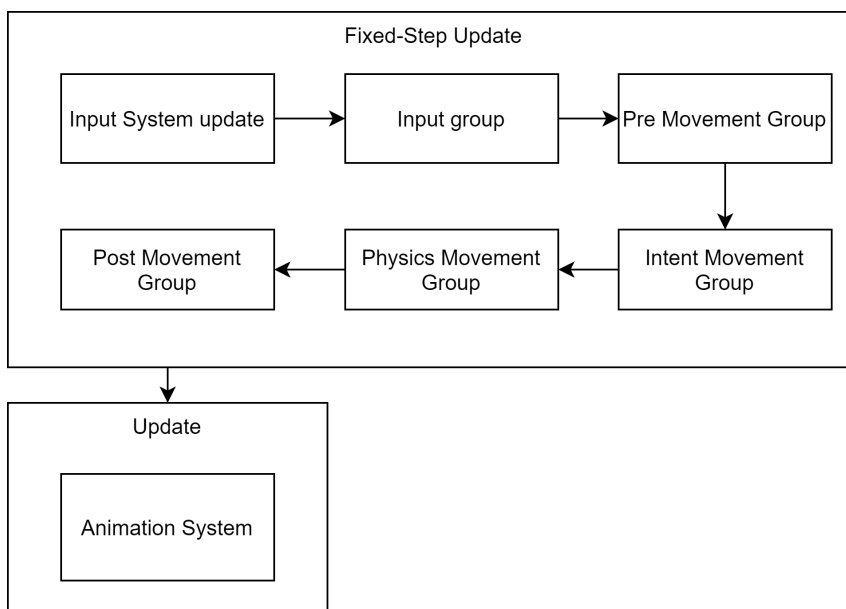 Fixed-Step Update
Input System update
Input group
Pre Movement Group
Post Movement
Group
Physics Movement
Group
Intent Movement
Group
Update
Animation System